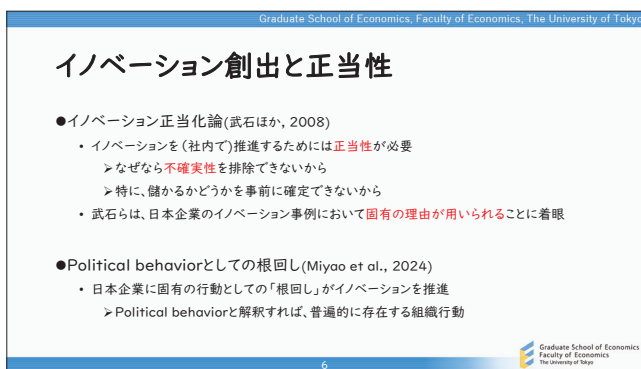 Graduate School of Economics, Faculty of Economics, The University of Tokyo
イノベーション創出と正当性
●イノベーション正当化論(武石ほか, 2008)
• イノベーションを(社内で)推進するためには正当性が必要
➢なぜなら不確実性を排除できないから
➢特に、儲かるかどうかを事前に確定できないから
• 武石らは、日本企業のイノベーション事例において固有の理由が用いられることに着眼
●Political behaviorとしての根回し(Miyao et al., 2024)
• 日本企業に固有の行動としての「根回し」がイノベーションを推進
➢Political behaviorと解釈すれば、普遍的に存在する組織行動
6
Graduate School of Economics
Faculty of Economics
The University of Tokyo